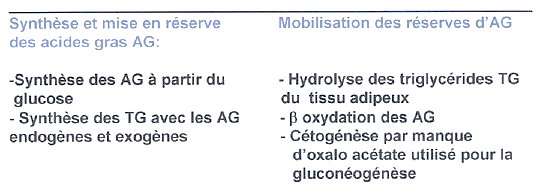 Synthèse et mise en réserve
des acides gras AG:
-Synthèse des AG à partir du
glucose
- Synthèse des TG avec les AG
endogènes et exogènes
Mobilisation des réserves d'AG
- Hydrolyse des triglycérides TG
du tissu adipeux
- β oxydation des AG
- Cétogénèse par manque
d'oxalo acétate utilisé pour la
gluconéogénèse